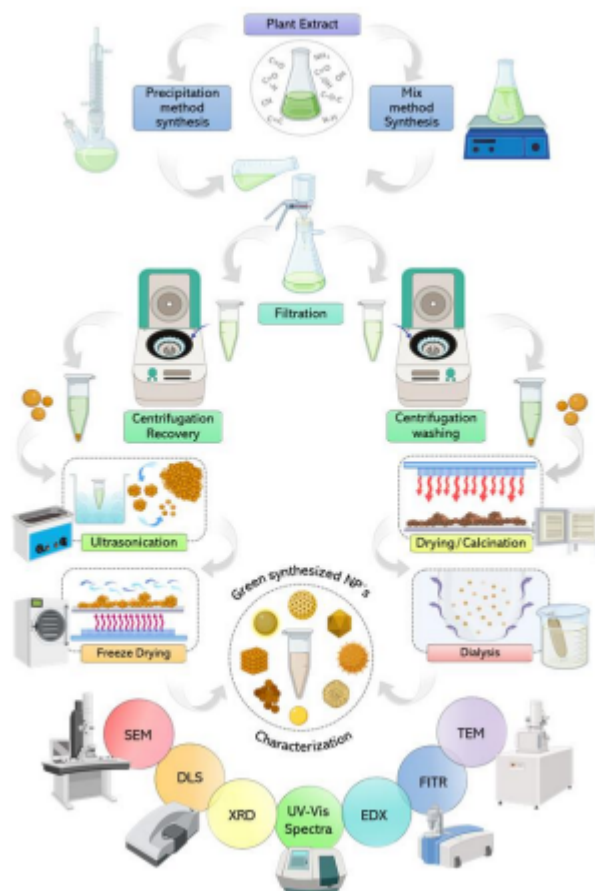 Plant Extract
Precipitation
method
synthesis
Mix
method
Synthesis
Filtration
Centrifugation
Recovery
Centrifugation
washing
Ultrasonication
Drying/Calcination
Green synthesized NP's
Freeze Drying
Dialysis
Characterization
SEM
TEM
DLS
FITR
XRD
UV-Vis
Spectra
EDX